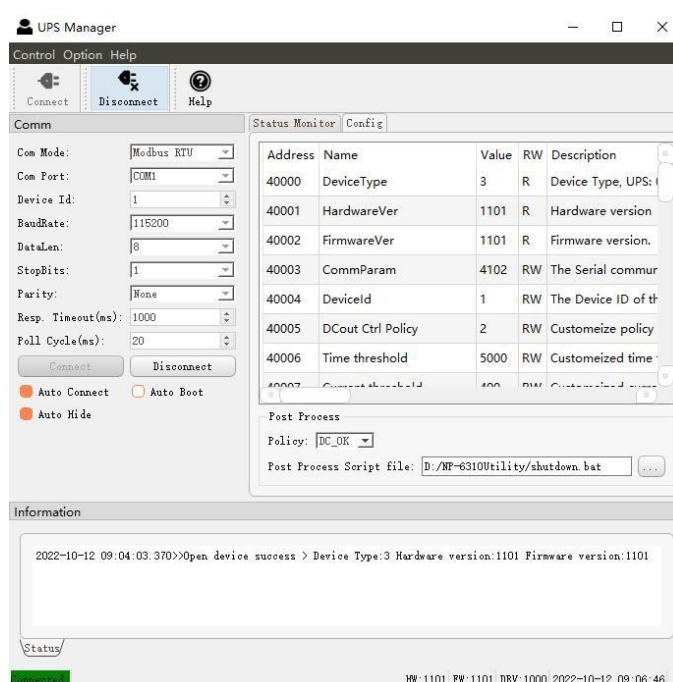 UPS Manager
Control Option Help
Connect Disconnect Help
Comm
Status Monitor Config
Com Mode: Modbus RTU
Com Port: COM1
Device Id: 1
BaudRate: 115200
DataLen: 8
StopBits: 1
Parity: None
Resp. Timeout(ms): 1000
Poll Cycle(ms): 20
Connect Disconnect
Auto Connect Auto Boot
Auto Hide
Address Name Value RW Description
40000 DeviceType 3 R Device Type, UPS:
40001 HardwareVer 1101 R Hardware version
40002 FirmwareVer 1101 R Firmware version.
40003 CommParam 4102 RW The Serial commur
40004 DeviceId 1 RW The Device ID of th
40005 DCout Ctrl Policy 2 RW Customeize policy
40006 Time threshold 5000 RW Customeized time
40007 Current threshold 400 RW
Post Process
Policy: DC_OK
Post Process Script file: D:/NP-6310Utility/shutdown.bat ...
Information
2022-10-12 09:04:03.370>>Open device success > Device Type:3 Hardware version:1101 Firmware version:1101
Status
Connected
HW:1101 FW:1101 DRV:1000 2022-10-12 09:06:46